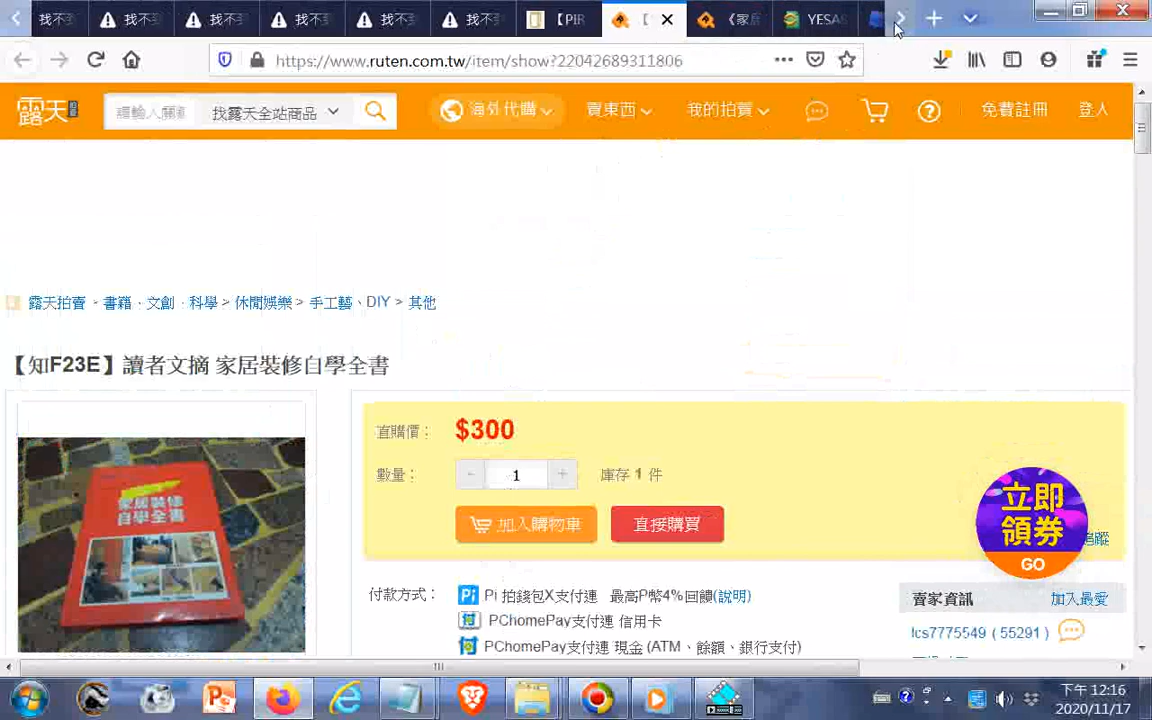 我不
我不
我不
我不
我不
我不
【PIR
【
《家居
YESAS
https://www.ruten.com.tw/item/show?22042689311806
露天
請輸入關
找露天全站商品
海外代購
賣東西
我的拍賣
免費註冊
登入
露天拍賣 > 書籍、文創、科學 > 休閒娛樂 > 手工藝、DIY > 其他
【知F23E】讀者文摘 家居裝修自學全書
家居裝修
自學全書
直購價：
$300
數量：
- 1 +
庫存 1 件
加入購物車
直接購買
立即
領券
GO
追蹤
付款方式：
Pi 拍錢包X支付連 最高P幣4%回饋(說明)
PChomePay支付連 信用卡
PChomePay支付連 現金 (ATM、餘額、銀行支付)
賣家資訊
加入最愛
lcs7775549 ( 55291 )
下午 12:16
2020/11/17